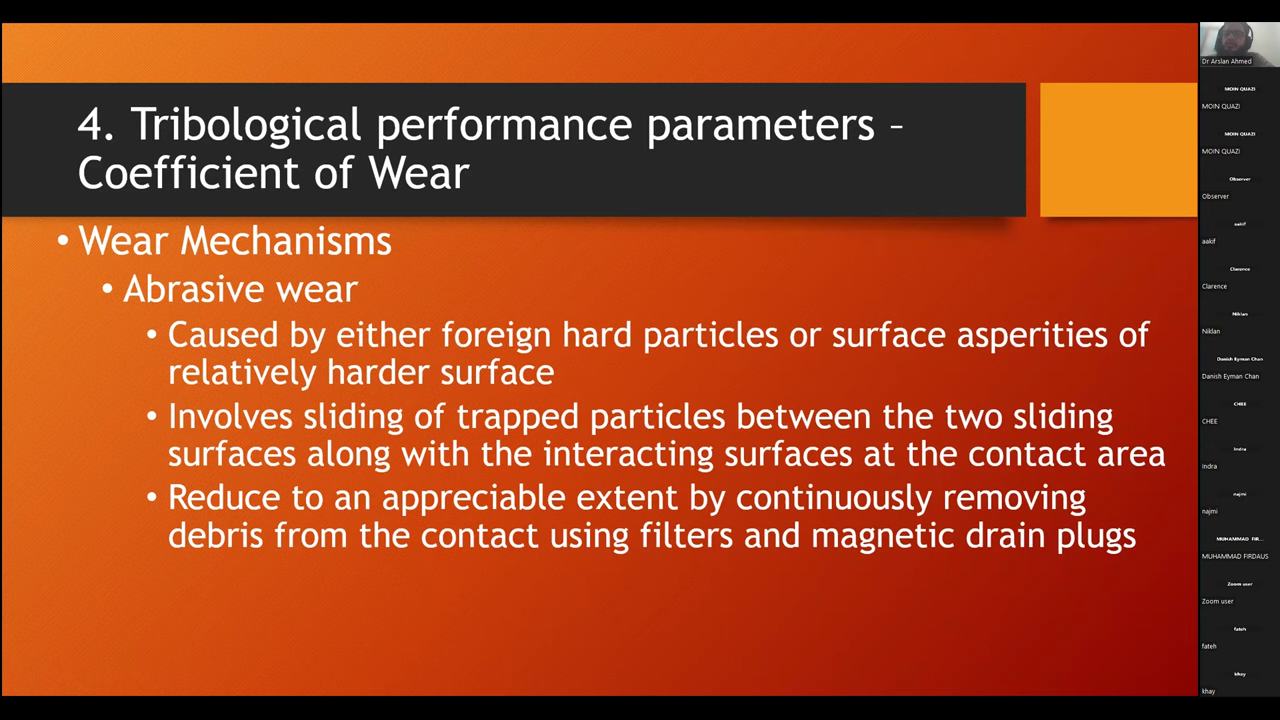 4. Tribological performance parameters –
Coefficient of Wear
• Wear Mechanisms
• Abrasive wear
• Caused by either foreign hard particles or surface asperities of
relatively harder surface
• Involves sliding of trapped particles between the two sliding
surfaces along with the interacting surfaces at the contact area
• Reduce to an appreciable extent by continuously removing
debris from the contact using filters and magnetic drain plugs
Dr Arslan Ahmed
MOIN QUAZI
MOIN QUAZI
MOIN QUAZI
MOIN QUAZI
Observer
Observer
aakif
aakif
Clarence
Clarence
Niklan
Niklan
Danish Eyman Chan
Danish Eyman Chan
CHEE
CHEE
Indra
Indra
najmi
najmi
MUHAMMAD FIR...
MUHAMMAD FIRDAUS
Zoom user
Zoom user
fateh
fateh
khay
khay